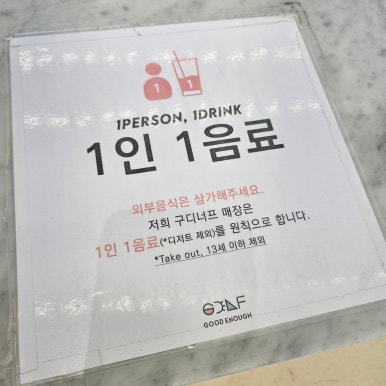 1 1
1PERSON, 1DRINK
1인 1음료
외부음식은 삼가해주세요.
저희 구디너프 매장은
1인 1음료(*디저트 제외)를 원칙으로 합니다.
*Take out, 13세 이하 제외
GOOD ENOUGH